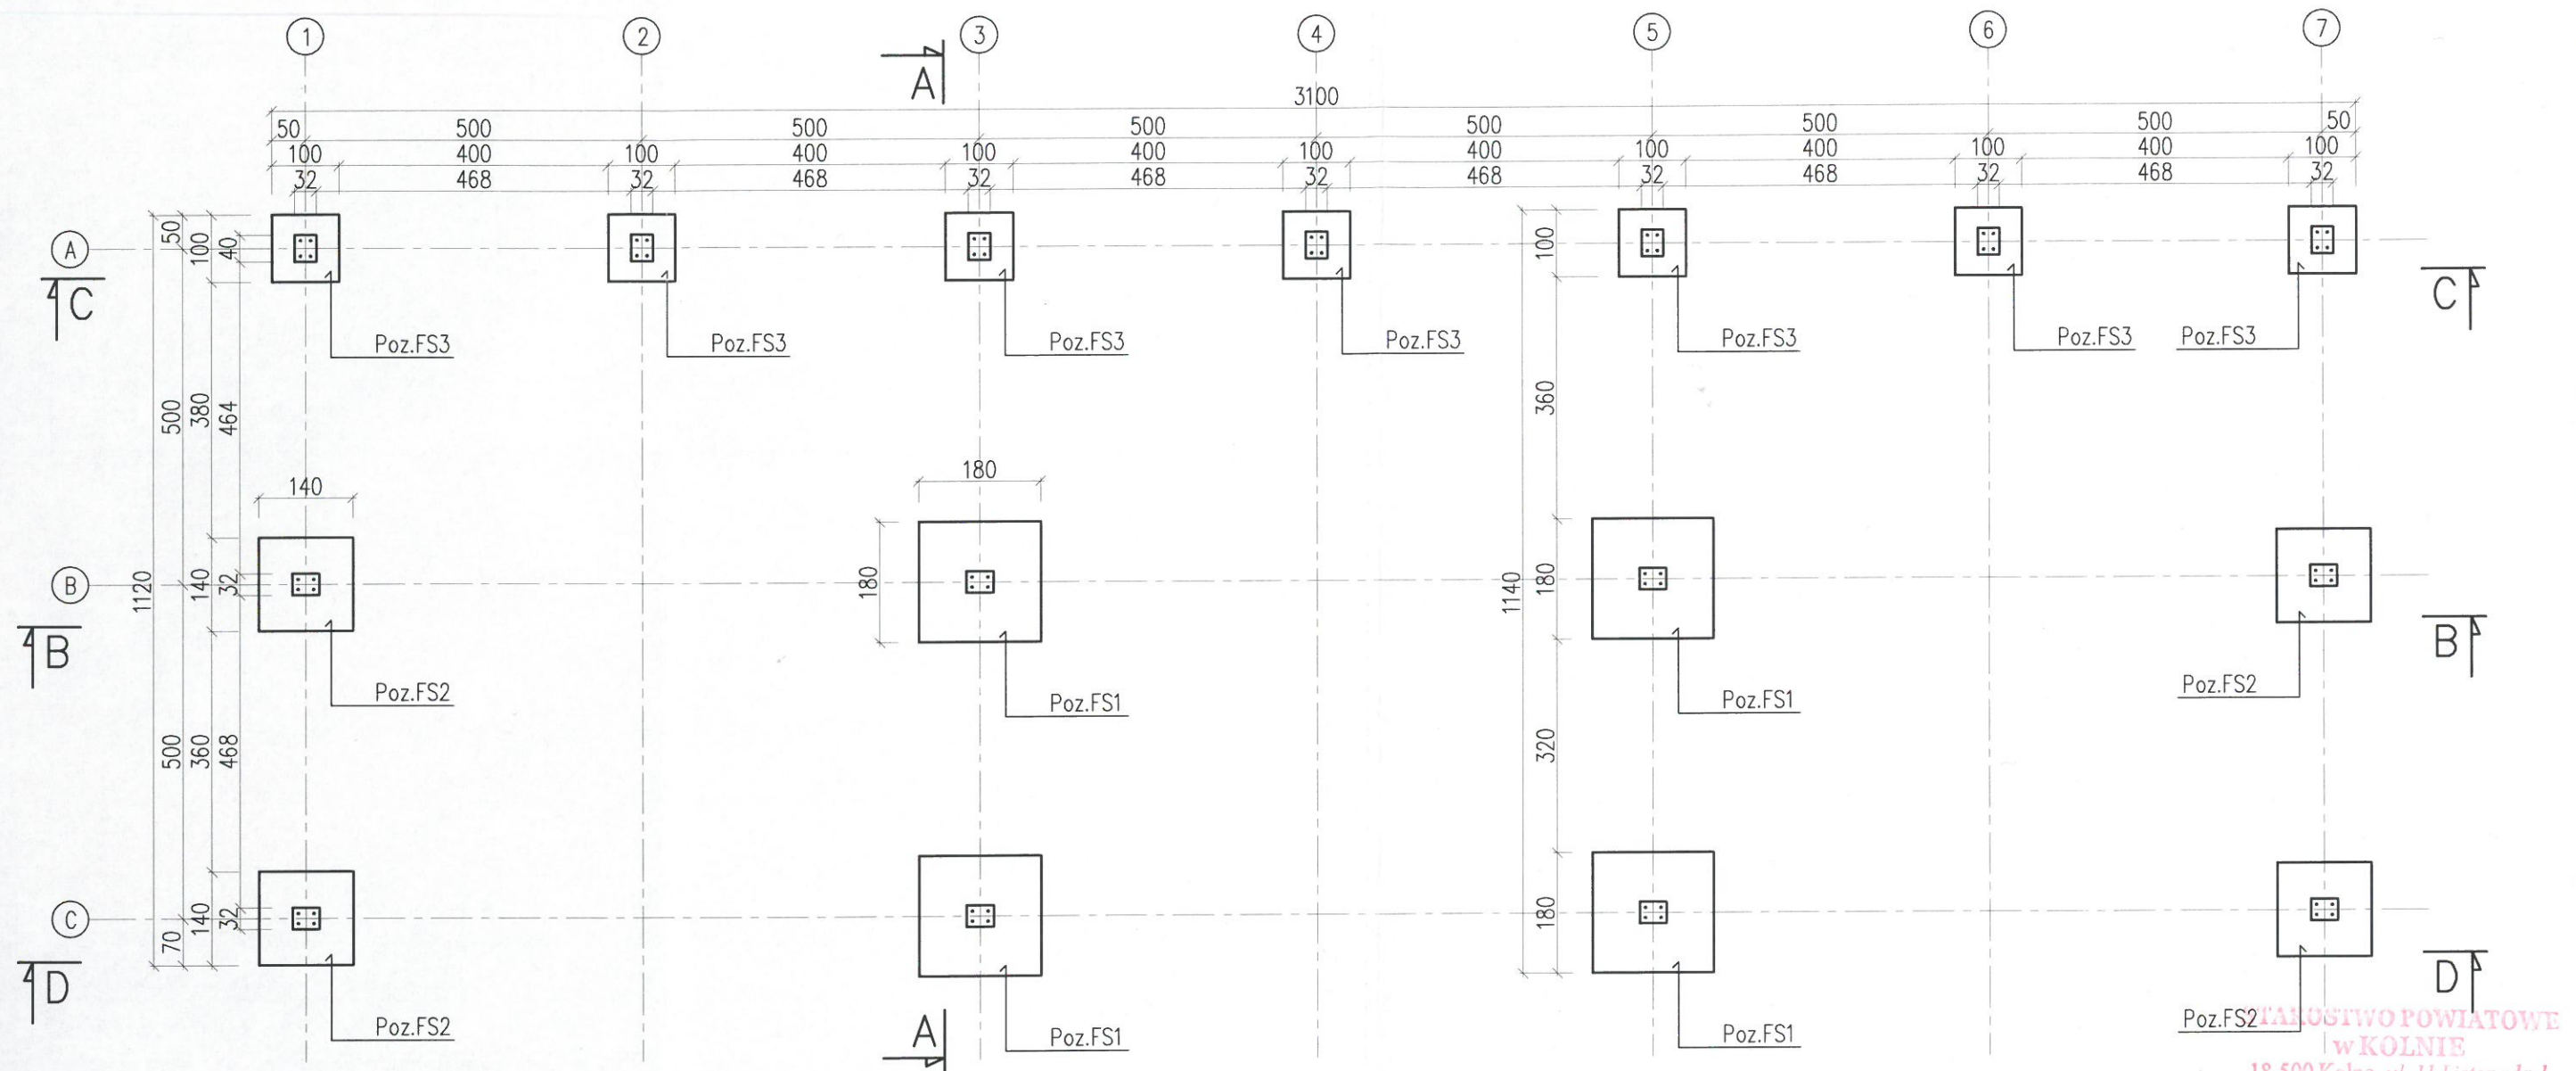 1 2 3 4 5 6 7
A
3100
50 500 500 500 500 500 500 50
100 400 100 400 100 400 100 400 100 400 100 400 100
32 468 32 468 32 468 32 468 32 468 32 468 32
A
50 100 40
100
C C
Poz.FS3 Poz.FS3 Poz.FS3 Poz.FS3 Poz.FS3 Poz.FS3 Poz.FS3
500 380 464
360
140
180
B
1120 140 32
180
1140 180
B B
Poz.FS2 Poz.FS1 Poz.FS1 Poz.FS2
500 360 468
320
C
70 140 32
180
D D
Poz.FS2 Poz.FS1 Poz.FS1 Poz.FS2
A
STAROSTWO POWIATOWE
w KOLNIE